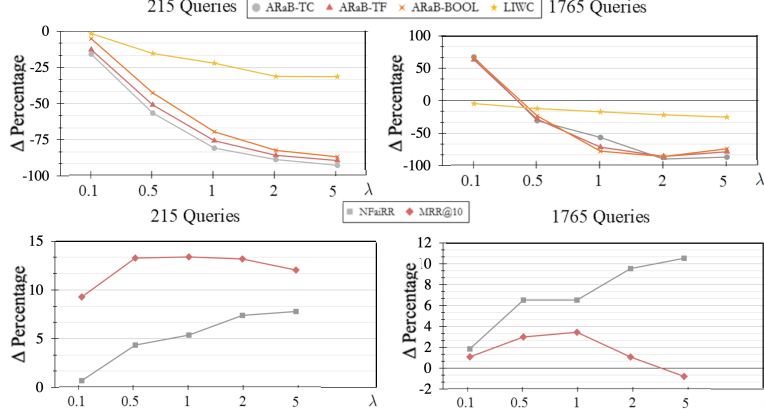 215 Queries
ARaB-TC ARaB-TF ARaB-BOOL LIWC
1765 Queries
Δ Percentage
0
-25
-50
-75
-100
0.1 0.5 1 2 5 λ
Δ Percentage
100
50
0
-50
-100
0.1 0.5 1 2 5 λ
215 Queries
NFaiRR MRR@10
1765 Queries
Δ Percentage
15
10
5
0
0.1 0.5 1 2 5 λ
Δ Percentage
12
10
8
6
4
2
0
-2
0.1 0.5 1 2 5 λ